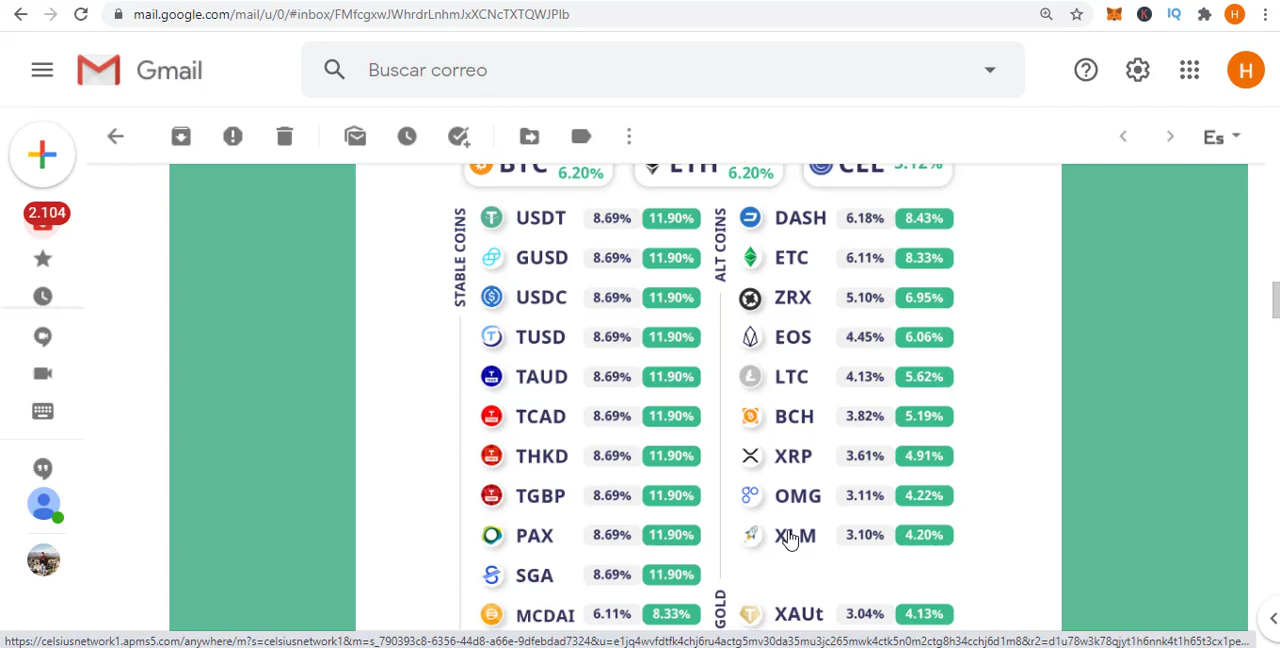 mail.google.com/mail/u/0/#inbox/FMfcgxwJWhrdrLnhmJxXCNcTXTQWJPlb
IQ
H
Gmail
Buscar correo
H
Es
2.104
BTC 6.20%
ETH 6.20%
CEL 5.12%
STABLE COINS
USDT 8.69% 11.90%
GUSD 8.69% 11.90%
USDC 8.69% 11.90%
TUSD 8.69% 11.90%
TAUD 8.69% 11.90%
TCAD 8.69% 11.90%
THKD 8.69% 11.90%
TGBP 8.69% 11.90%
PAX 8.69% 11.90%
SGA 8.69% 11.90%
MCDAI 6.11% 8.33%
ALT COINS
DASH 6.18% 8.43%
ETC 6.11% 8.33%
ZRX 5.10% 6.95%
EOS 4.45% 6.06%
LTC 4.13% 5.62%
BCH 3.82% 5.19%
XRP 3.61% 4.91%
OMG 3.11% 4.22%
XLM 3.10% 4.20%
GOLD
XAUt 3.04% 4.13%